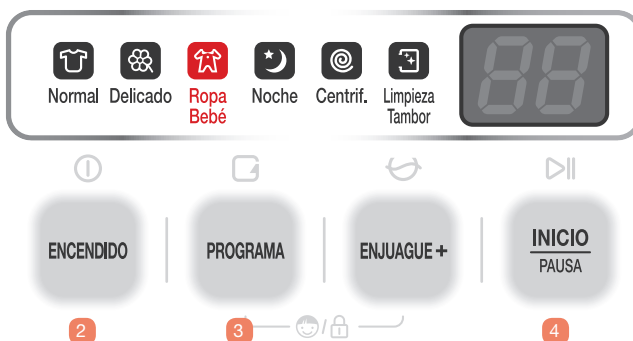 Normal Delicado Ropa Bebé Noche Centrif. Limpieza Tambor
88
ENCENDIDO PROGRAMA ENJUAGUE + INICIO
PAUSA
2 3 4